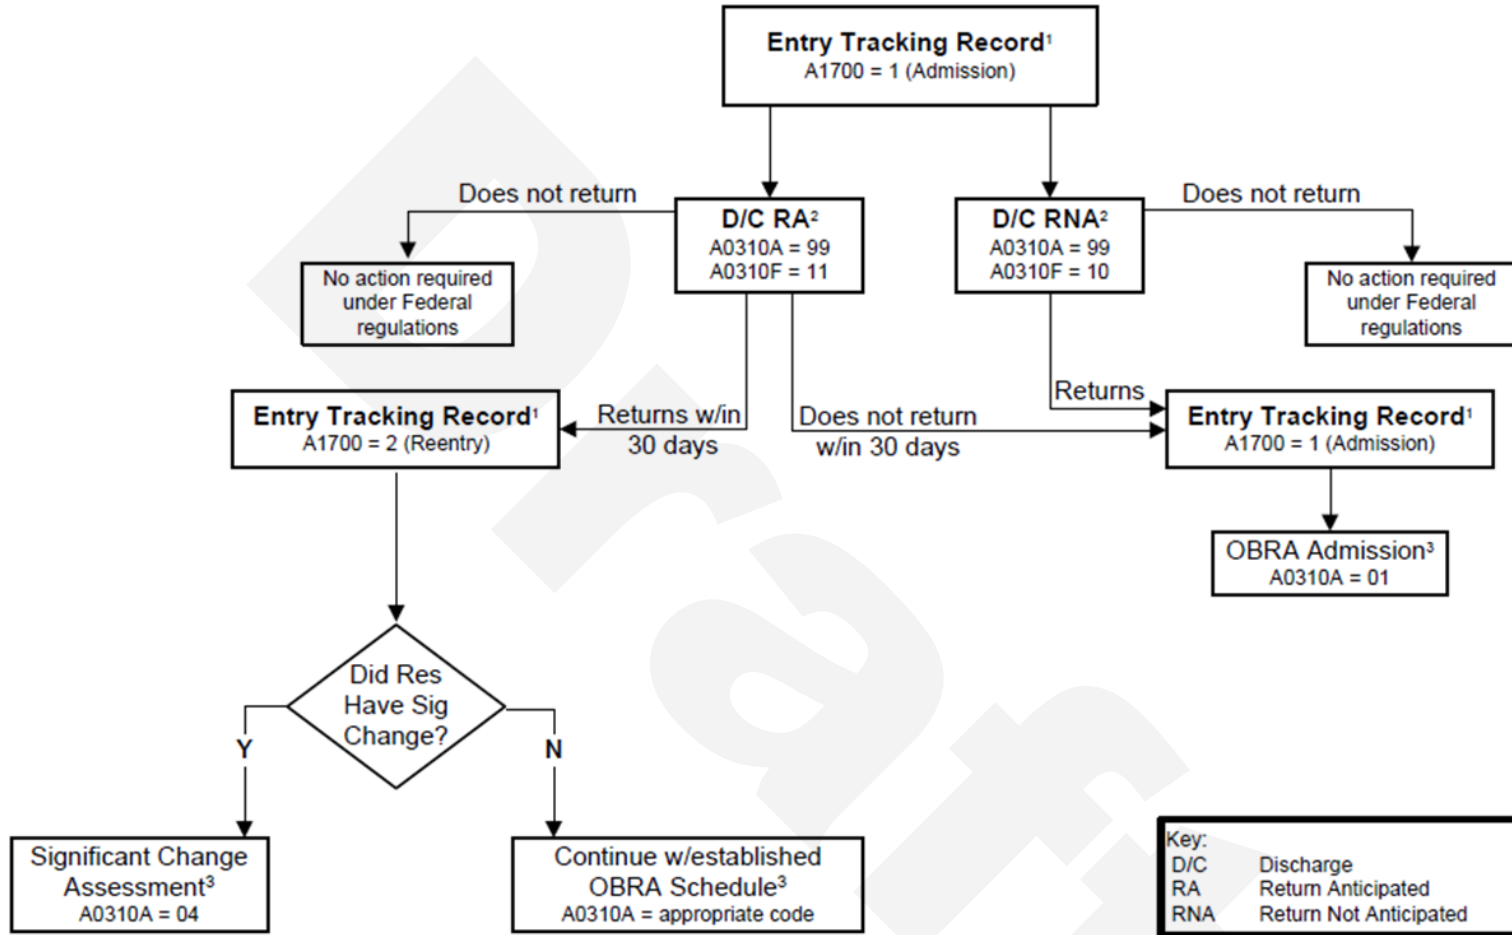 Entry Tracking Record¹
A1700 = 1 (Admission)
Does not return
D/C RA²
A0310A = 99
A0310F = 11
D/C RNA²
A0310A = 99
A0310F = 10
Does not return
No action required
under Federal
regulations
No action required
under Federal
regulations
Entry Tracking Record¹
A1700 = 2 (Reentry)
Returns w/in
30 days
Does not return
w/in 30 days
Returns
Entry Tracking Record¹
A1700 = 1 (Admission)
OBRA Admission³
A0310A = 01
Did Res
Have Sig
Change?
Y
N
Significant Change
Assessment³
A0310A = 04
Continue w/established
OBRA Schedule³
A0310A = appropriate code
Key:
D/C Discharge
RA Return Anticipated
RNA Return Not Anticipated
Draft